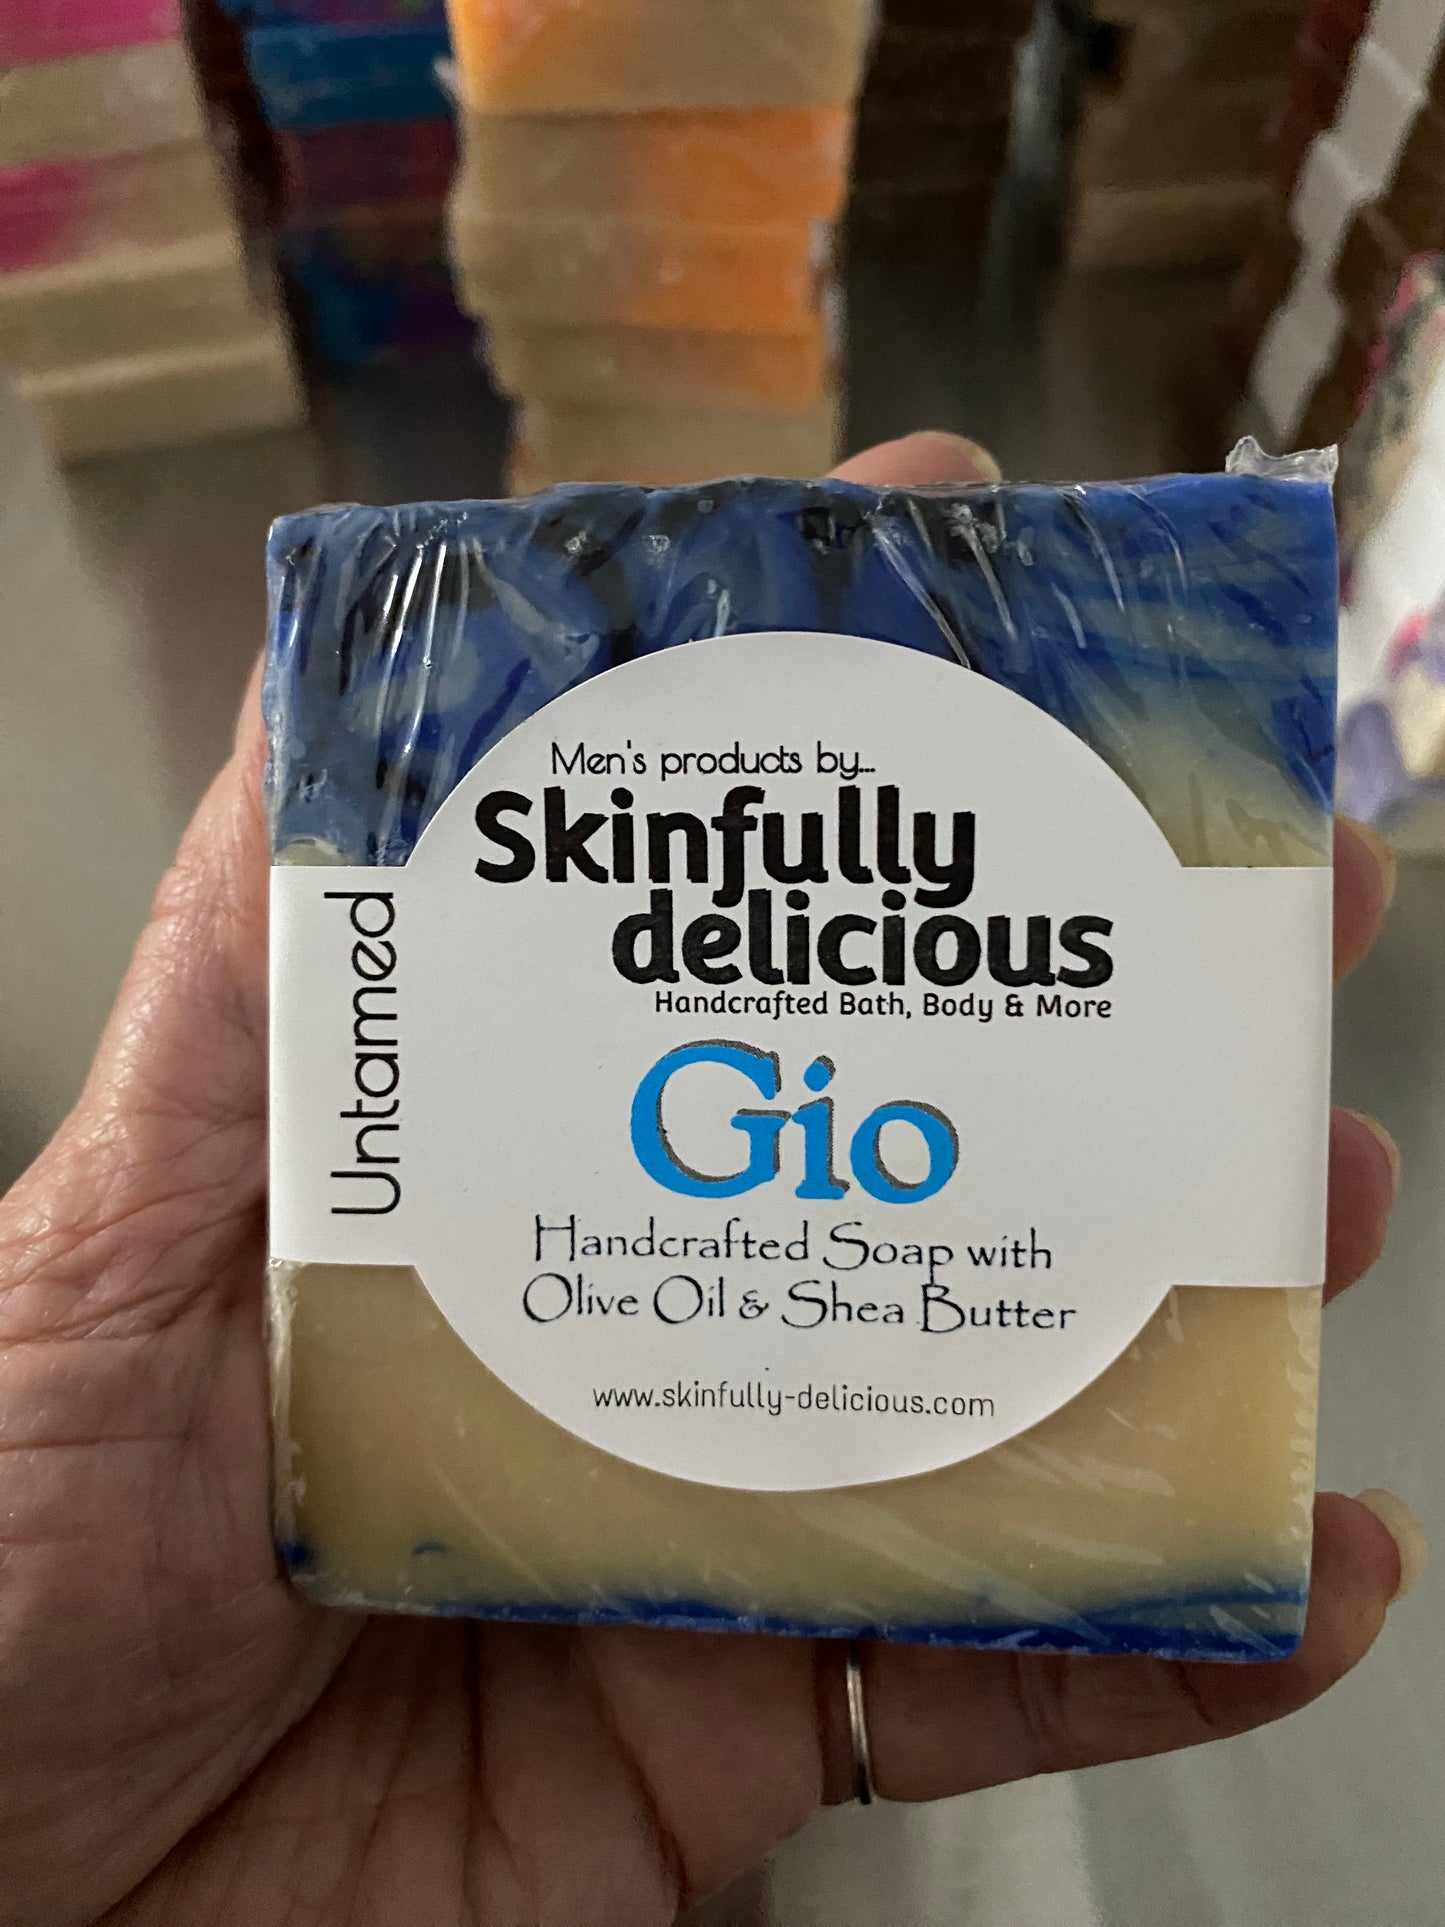 Men's products by...
Skinfully
delicious
Handcrafted Bath, Body & More
Untamed
Gio
Handcrafted Soap with
Olive Oil & Shea Butter
www.skinfully-delicious.com